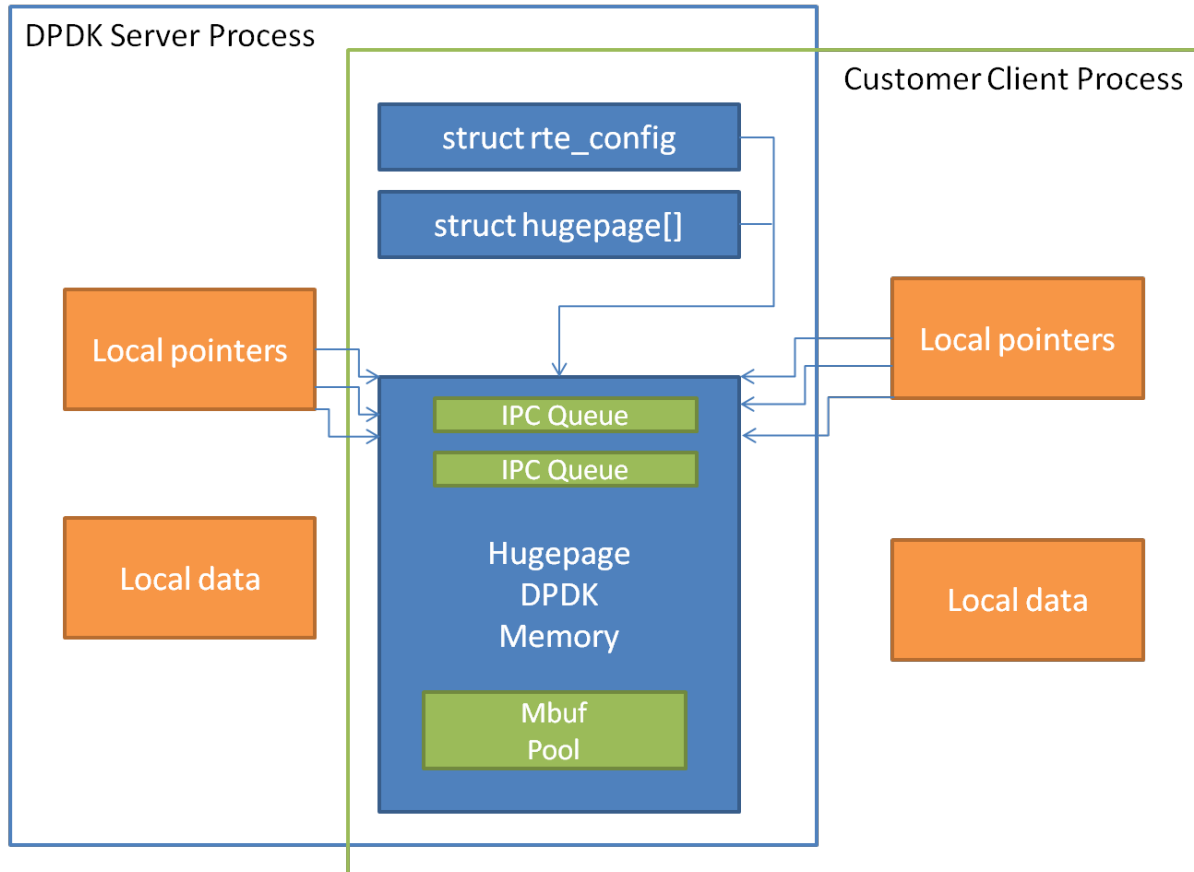 DPDK Server Process
Customer Client Process
struct rte_config
struct hugepage[]
Local pointers
Local pointers
IPC Queue
IPC Queue
Hugepage
DPDK
Memory
Local data
Local data
Mbuf
Pool